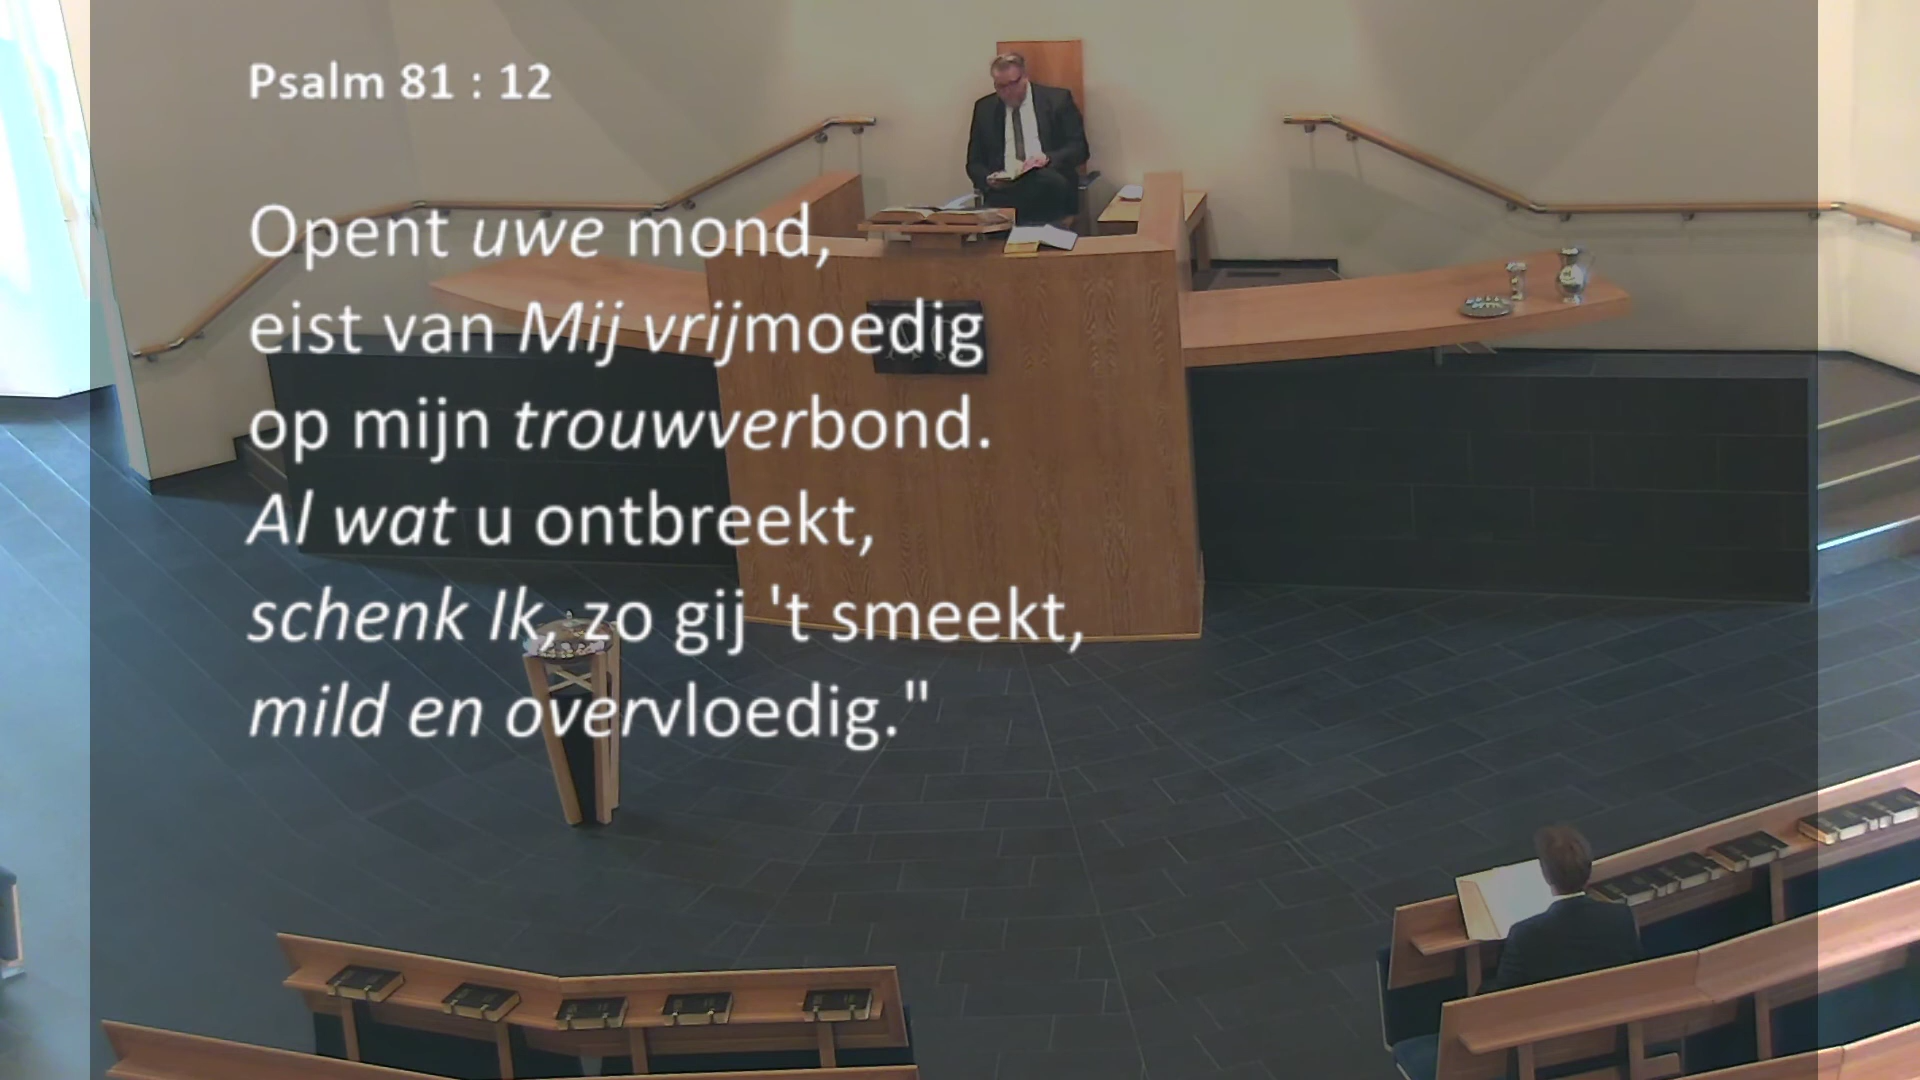 Psalm 81 : 12
Opent uwe mond,
eist van Mij vrijmoedig
op mijn trouwverbond.
Al wat u ontbreekt,
schenk Ik, zo gij 't smeekt,
mild en overvloedig."